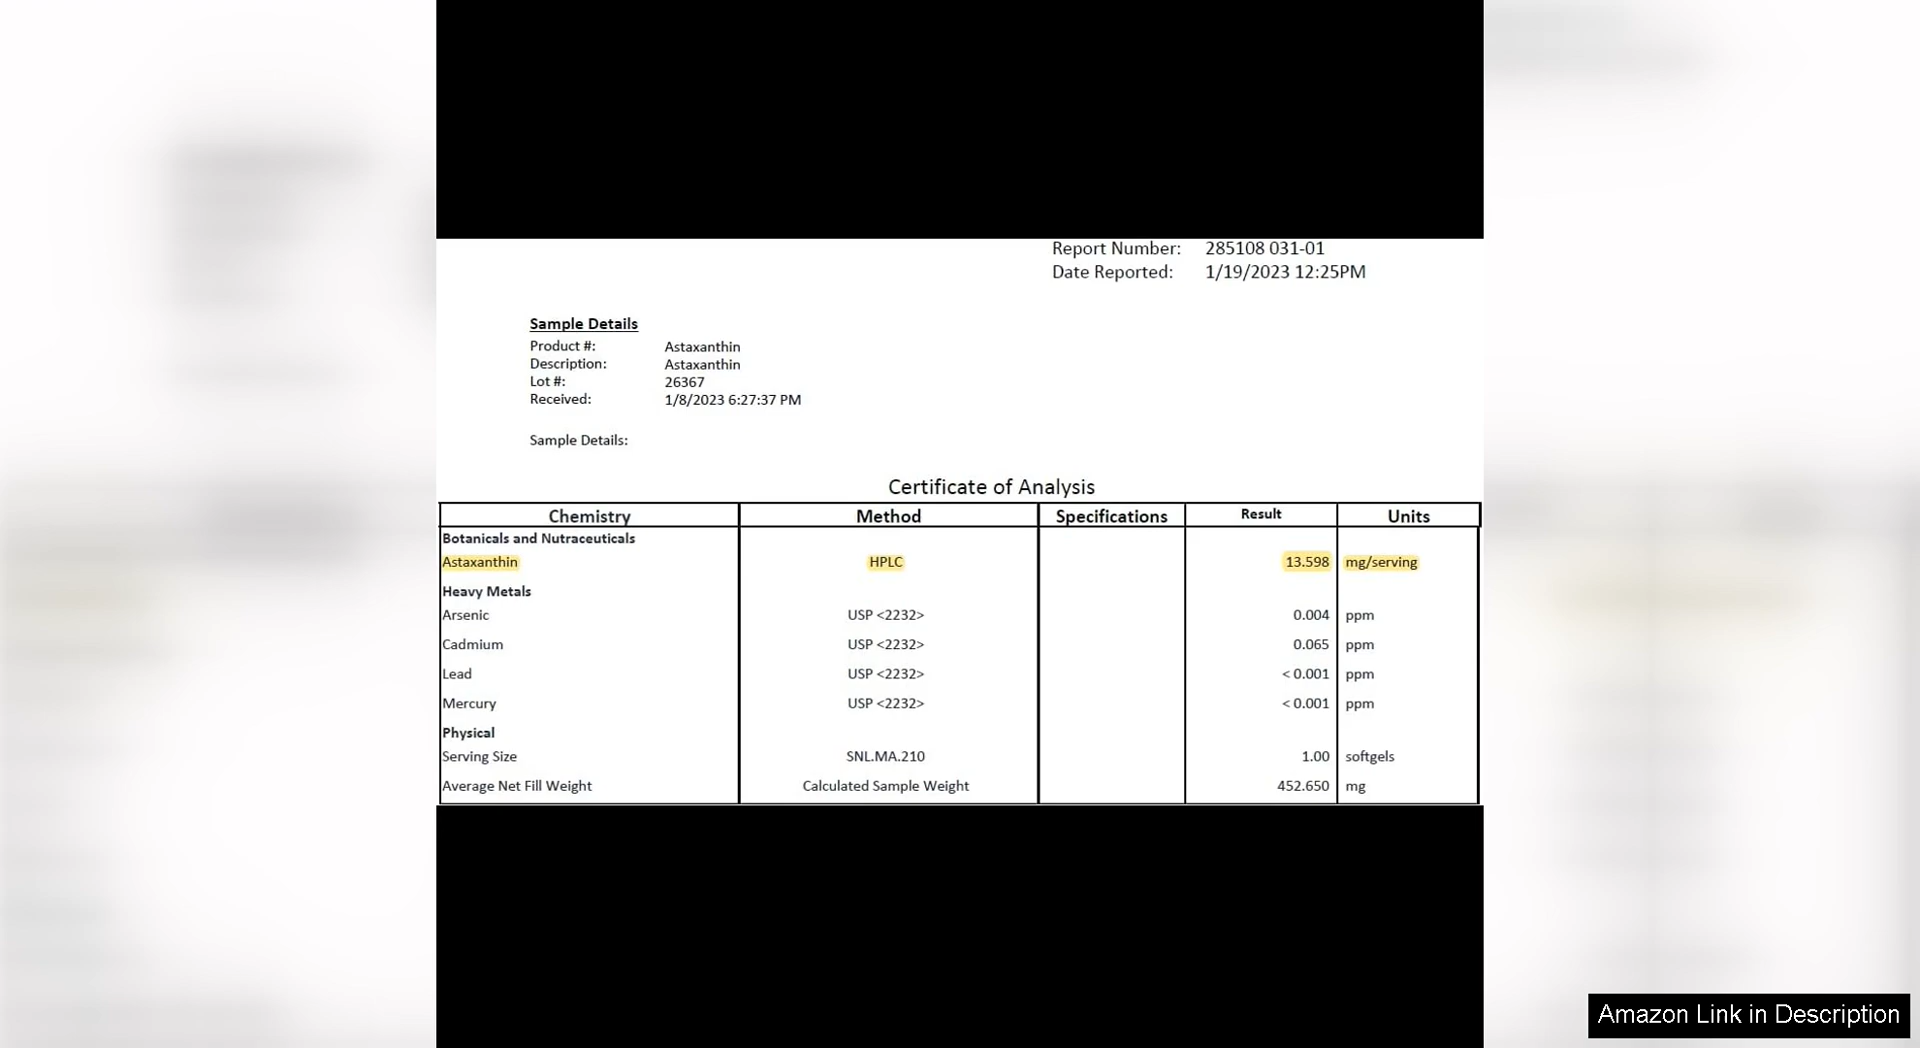 Report Number: 285108 031-01
Date Reported: 1/19/2023 12:25PM
Sample Details
Product #: Astaxanthin
Description: Astaxanthin
Lot #: 26367
Received: 1/8/2023 6:27:37 PM
Sample Details:
Certificate of Analysis
Chemistry Method Specifications Result Units
Botanicals and Nutraceuticals
Astaxanthin HPLC 13.598 mg/serving
Heavy Metals
Arsenic USP <2232> 0.004 ppm
Cadmium USP <2232> 0.065 ppm
Lead USP <2232> < 0.001 ppm
Mercury USP <2232> < 0.001 ppm
Physical
Serving Size SNL.MA.210 1.00 softgels
Average Net Fill Weight Calculated Sample Weight 452.650 mg
Amazon Link in Description